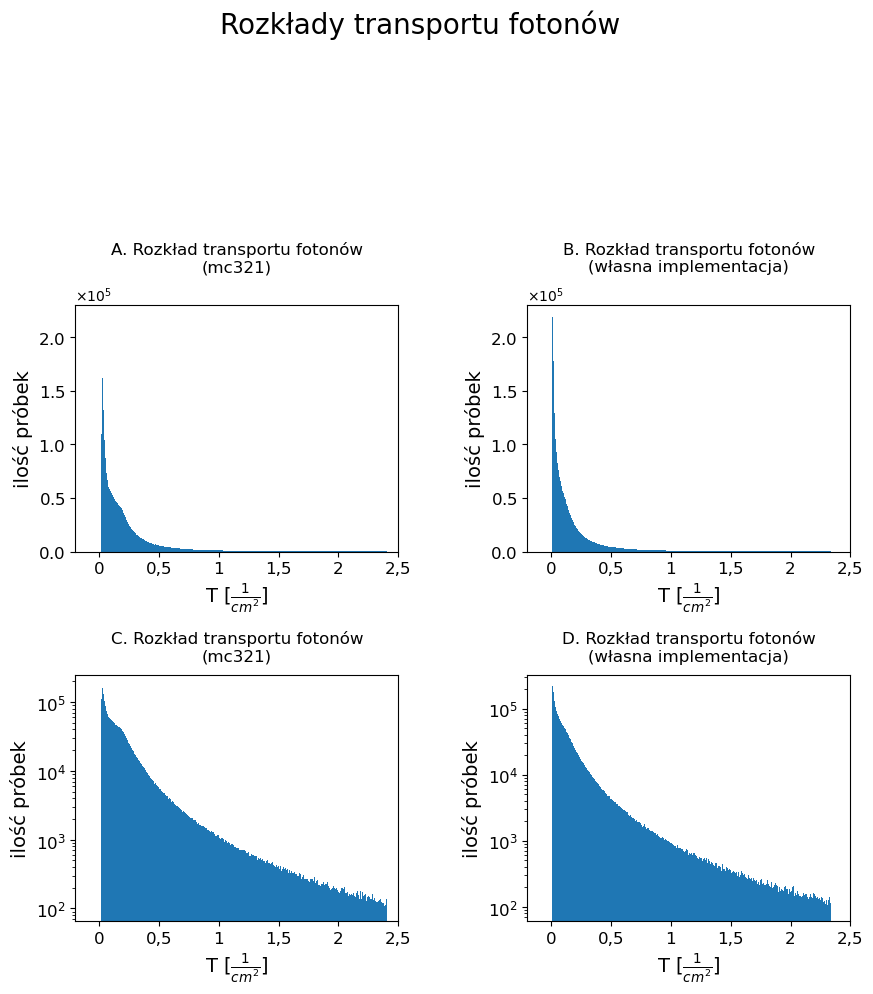 Rozkłady transportu fotonów
A. Rozkład transportu fotonów
(mc321)
×10⁵
2.0
1.5
1.0
0.5
0.0
ilość próbek
0 0,5 1 1,5 2 2,5
T [1/cm²]
B. Rozkład transportu fotonów
(własna implementacja)
×10⁵
2.0
1.5
1.0
0.5
0.0
ilość próbek
0 0,5 1 1,5 2 2,5
T [1/cm²]
C. Rozkład transportu fotonów
(mc321)
10⁵
10⁴
10³
10²
ilość próbek
0 0,5 1 1,5 2 2,5
T [1/cm²]
D. Rozkład transportu fotonów
(własna implementacja)
10⁵
10⁴
10³
10²
ilość próbek
0 0,5 1 1,5 2 2,5
T [1/cm²]